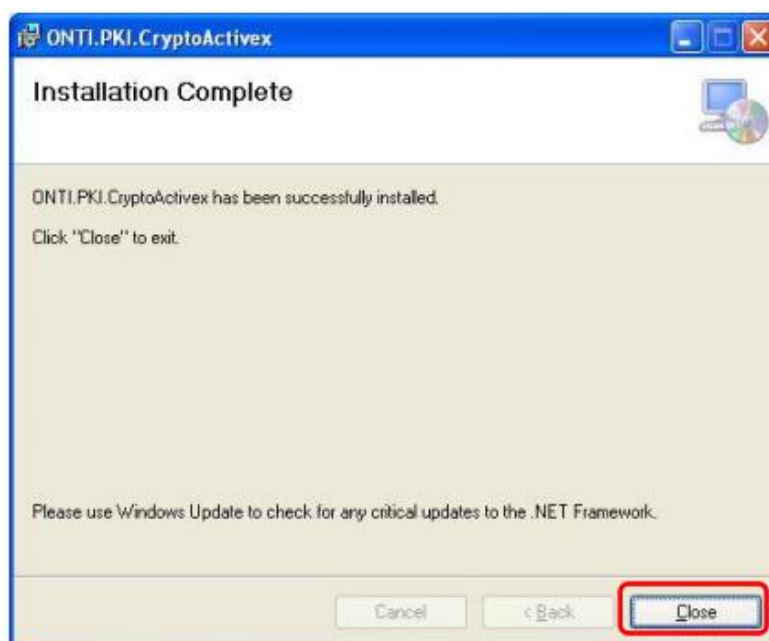 ONTI.PKI.CryptoActivex
Installation Complete
ONTI.PKI.CryptoActivex has been successfully installed.
Click "Close" to exit.
Please use Windows Update to check for any critical updates to the .NET Framework.
Cancel < Back Close